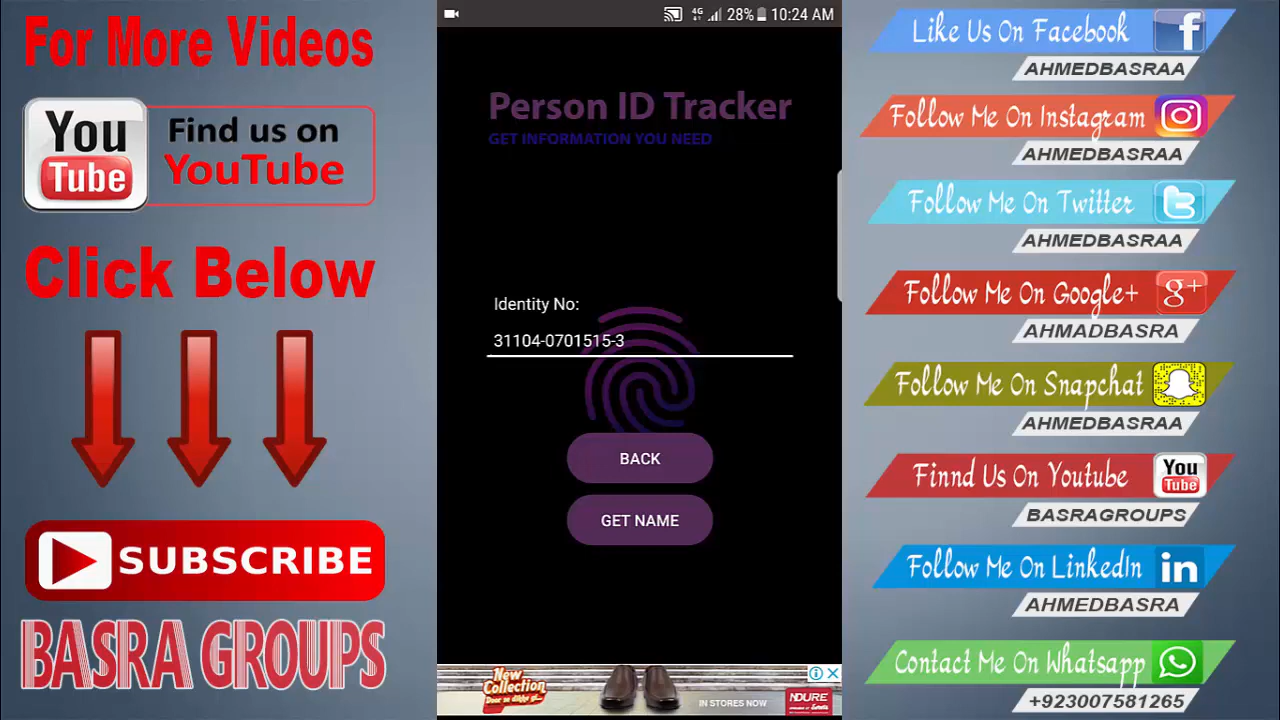 For More Videos
You Tube
Find us on
YouTube
Click Below
SUBSCRIBE
BASRA GROUPS
4G
28%
10:24 AM
Person ID Tracker
GET INFORMATION YOU NEED
Identity No:
31104-0701515-3
BACK
GET NAME
New
Collection
IN STORES NOW
NDURE
Like Us On Facebook
f
AHMEDBASRAA
Follow Me On Instagram
AHMEDBASRAA
Follow Me On Twitter
t
AHMEDBASRAA
Follow Me On Google+
g+
AHMADBASRA
Follow Me On Snapchat
AHMEDBASRAA
Finnd Us On Youtube
You Tube
BASRAGROUPS
Follow Me On LinkedIn
in
AHMEDBASRA
Contact Me On Whatsapp
+923007581265